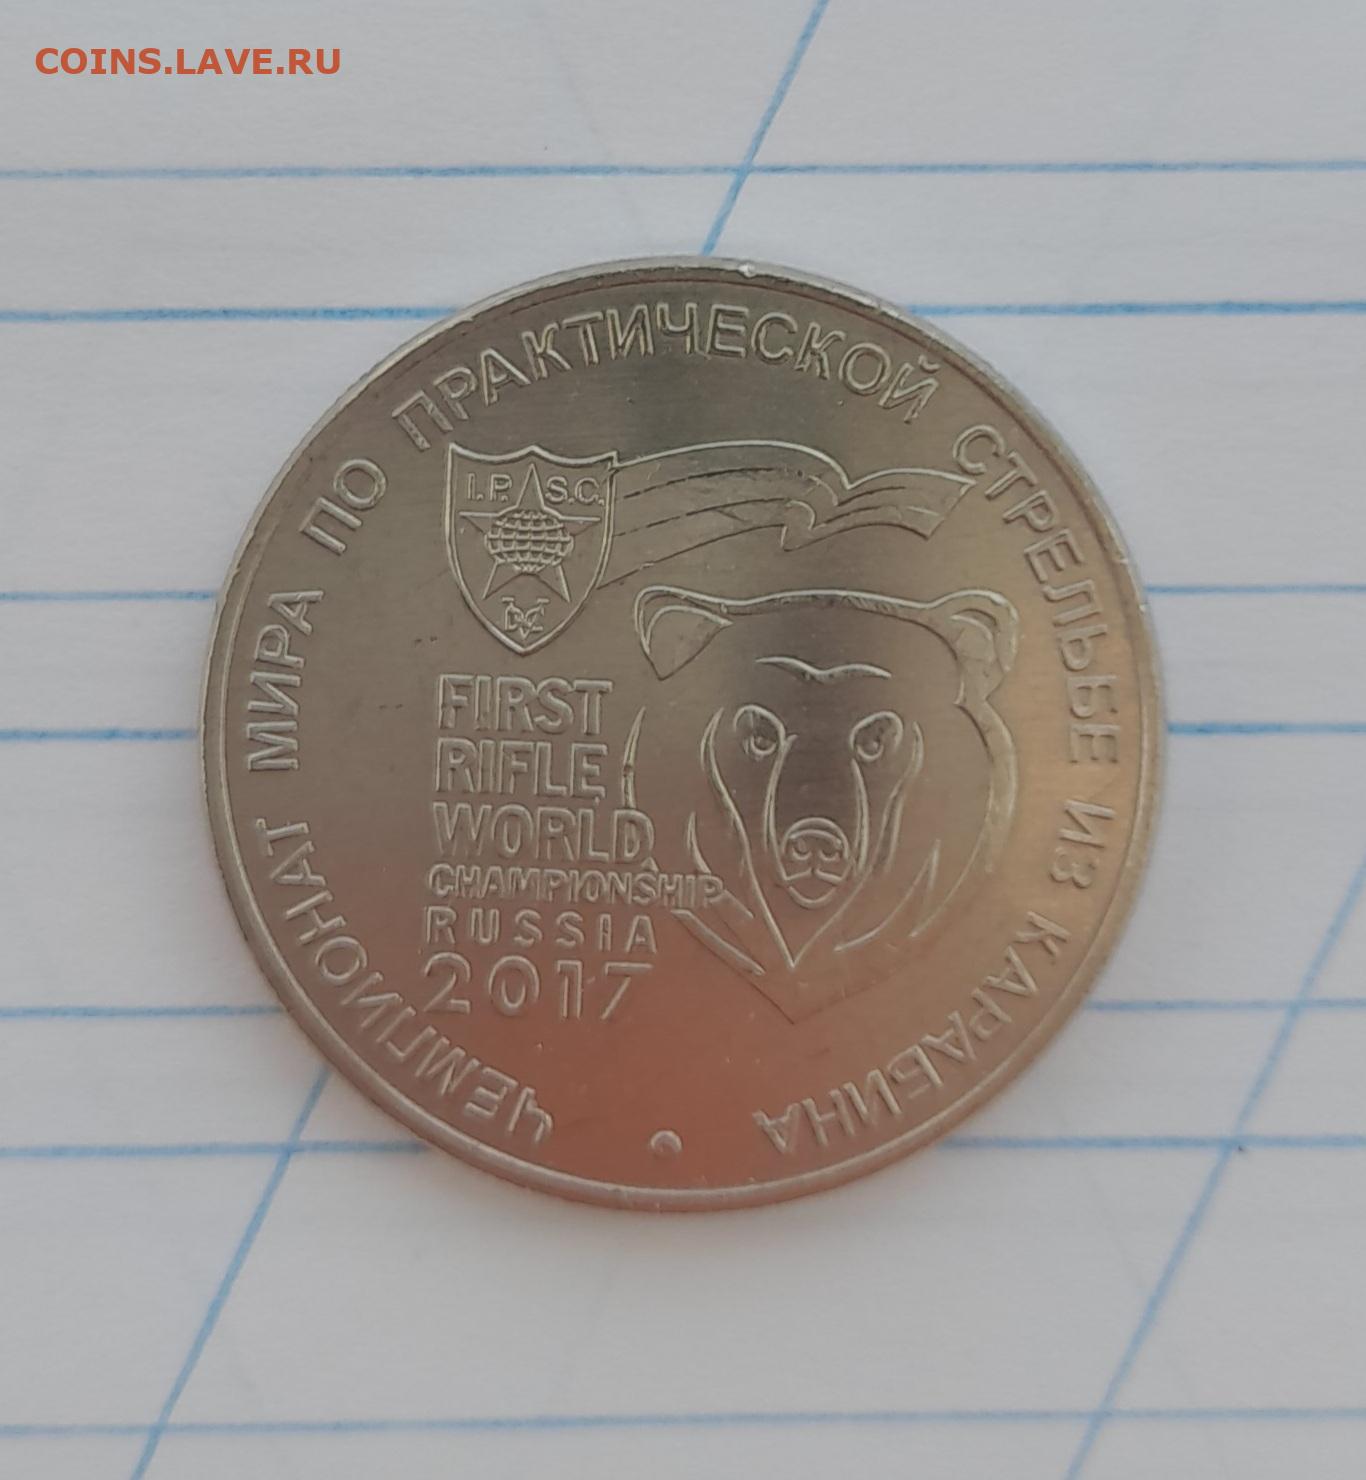 COINS.LAVE.RU
ЧЕМПИОНАТ МИРА ПО ПРАКТИЧЕСКОЙ СТРЕЛЬБЕ ИЗ КАРАБИНА
I.P.S.C.
DVC
FIRST
RIFLE
WORLD
CHAMPIONSHIP
RUSSIA
2017